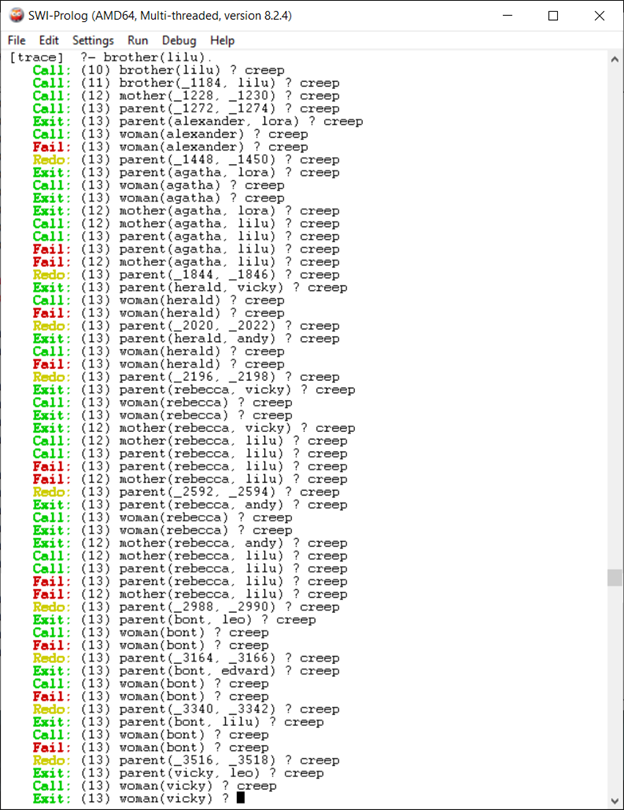 SWI-Prolog (AMD64, Multi-threaded, version 8.2.4)
File Edit Settings Run Debug Help
[trace]  ?- brother(lilu).
Call: (10) brother(lilu) ? creep
Call: (11) brother(_1184, lilu) ? creep
Call: (12) mother(_1228, _1230) ? creep
Call: (13) parent(_1272, _1274) ? creep
Exit: (13) parent(alexander, lora) ? creep
Call: (13) woman(alexander) ? creep
Fail: (13) woman(alexander) ? creep
Redo: (13) parent(_1448, _1450) ? creep
Exit: (13) parent(agatha, lora) ? creep
Call: (13) woman(agatha) ? creep
Exit: (13) woman(agatha) ? creep
Exit: (12) mother(agatha, lora) ? creep
Call: (12) mother(agatha, lilu) ? creep
Call: (13) parent(agatha, lilu) ? creep
Fail: (13) parent(agatha, lilu) ? creep
Fail: (12) mother(agatha, lilu) ? creep
Redo: (13) parent(_1844, _1846) ? creep
Exit: (13) parent(herald, vicky) ? creep
Call: (13) woman(herald) ? creep
Fail: (13) woman(herald) ? creep
Redo: (13) parent(_2020, _2022) ? creep
Exit: (13) parent(herald, andy) ? creep
Call: (13) woman(herald) ? creep
Fail: (13) woman(herald) ? creep
Redo: (13) parent(_2196, _2198) ? creep
Exit: (13) parent(rebecca, vicky) ? creep
Call: (13) woman(rebecca) ? creep
Exit: (13) woman(rebecca) ? creep
Exit: (12) mother(rebecca, vicky) ? creep
Call: (12) mother(rebecca, lilu) ? creep
Call: (13) parent(rebecca, lilu) ? creep
Fail: (13) parent(rebecca, lilu) ? creep
Fail: (12) mother(rebecca, lilu) ? creep
Redo: (13) parent(_2592, _2594) ? creep
Exit: (13) parent(rebecca, andy) ? creep
Call: (13) woman(rebecca) ? creep
Exit: (13) woman(rebecca) ? creep
Exit: (12) mother(rebecca, andy) ? creep
Call: (12) mother(rebecca, lilu) ? creep
Call: (13) parent(rebecca, lilu) ? creep
Fail: (13) parent(rebecca, lilu) ? creep
Fail: (12) mother(rebecca, lilu) ? creep
Redo: (13) parent(_2988, _2990) ? creep
Exit: (13) parent(bont, leo) ? creep
Call: (13) woman(bont) ? creep
Fail: (13) woman(bont) ? creep
Redo: (13) parent(_3164, _3166) ? creep
Exit: (13) parent(bont, edvard) ? creep
Call: (13) woman(bont) ? creep
Fail: (13) woman(bont) ? creep
Redo: (13) parent(_3340, _3342) ? creep
Exit: (13) parent(bont, lilu) ? creep
Call: (13) woman(bont) ? creep
Fail: (13) woman(bont) ? creep
Redo: (13) parent(_3516, _3518) ? creep
Exit: (13) parent(vicky, leo) ? creep
Call: (13) woman(vicky) ? creep
Exit: (13) woman(vicky) ?